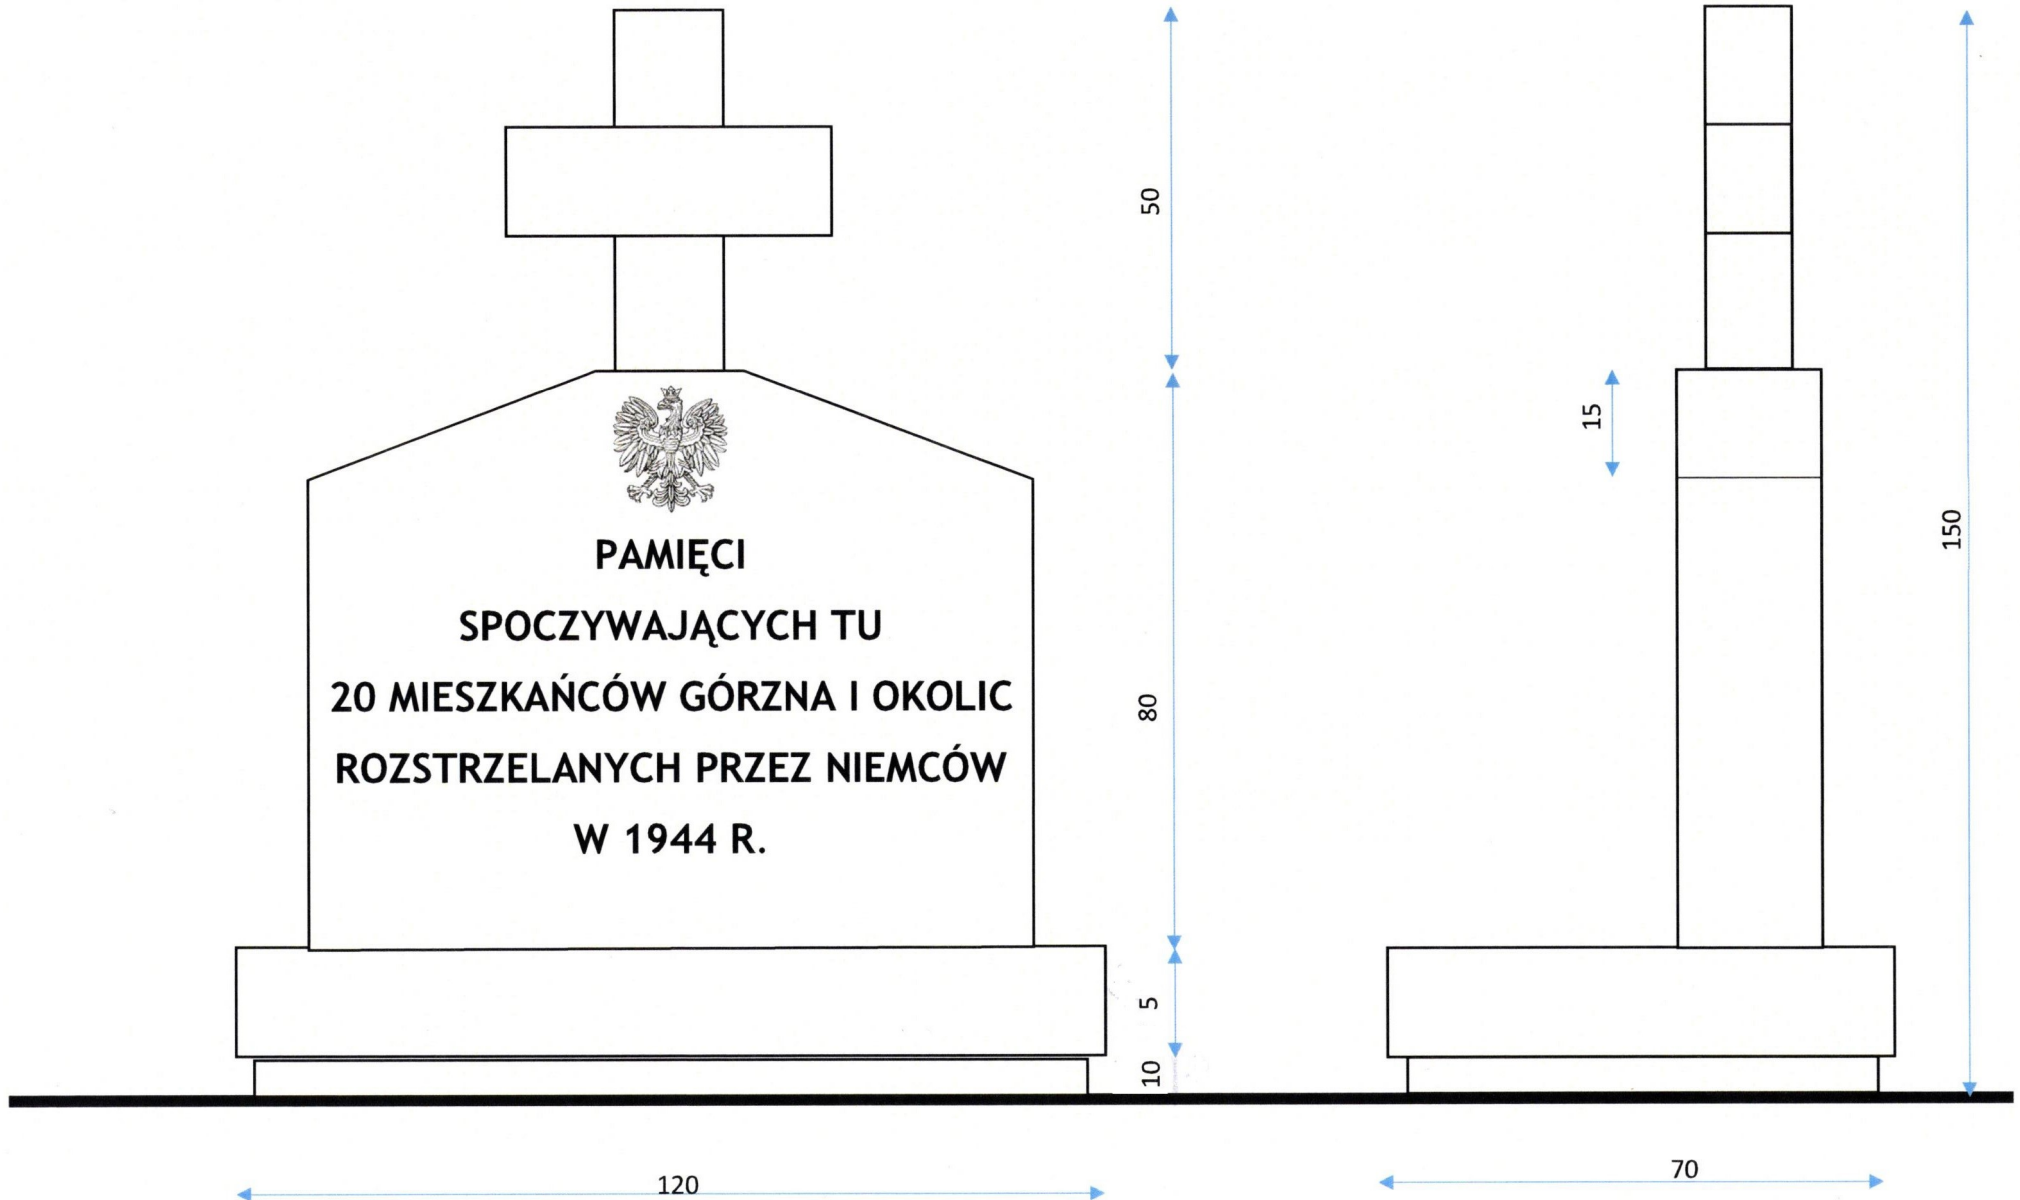 PAMIĘCI
SPOCZYWAJĄCYCH TU
20 MIESZKAŃCÓW GÓRZNA I OKOLIC
ROZSTRZELANYCH PRZEZ NIEMCÓW
W 1944 R.
50
80
5
10
120
15
150
70